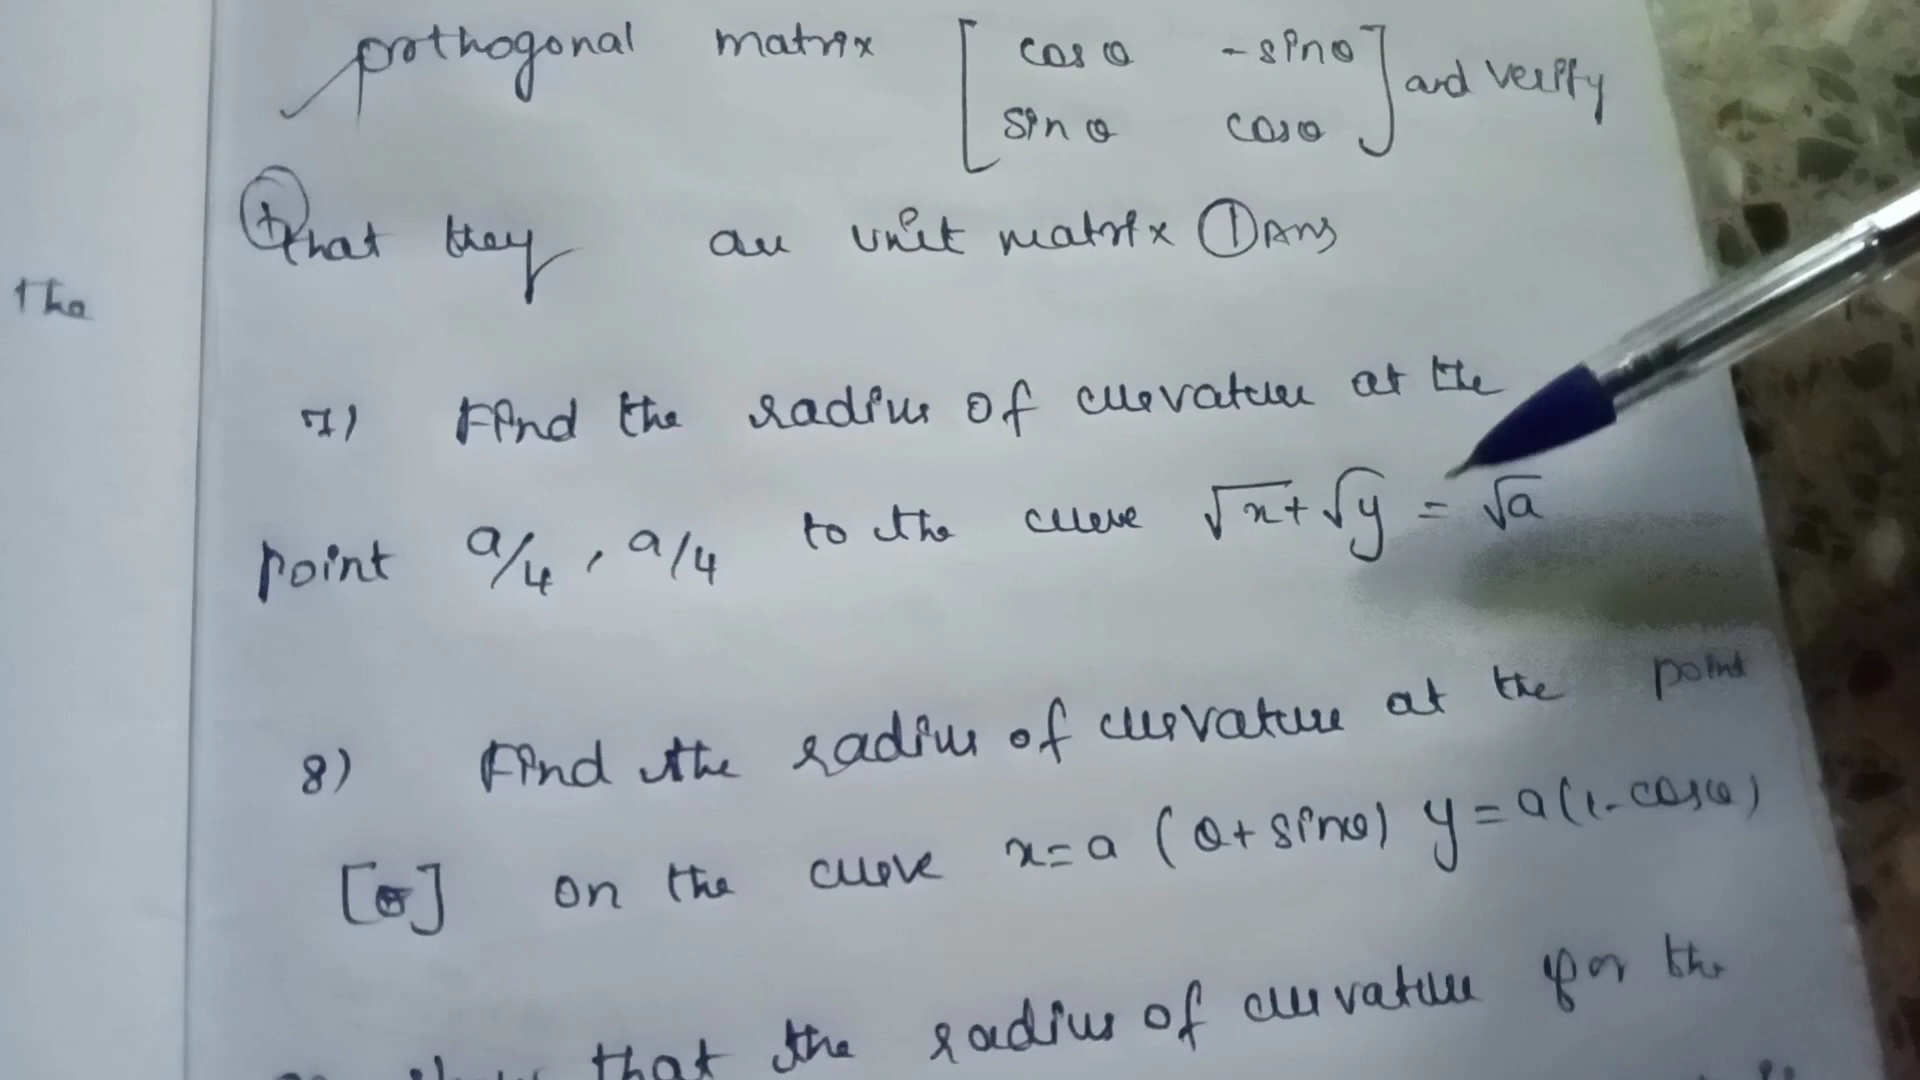 orthogonal matrix [cos θ -sin θ
sin θ cos θ] and verify
that they are unit matrix ① Ans
the
7) Find the radius of curvature at the
point a/4, a/4 to the curve √x + √y = √a
8) Find the radius of curvature at the point
[θ] on the curve x = a (θ + sin θ) y = a (1 - cos θ)
that the radius of curvature for the